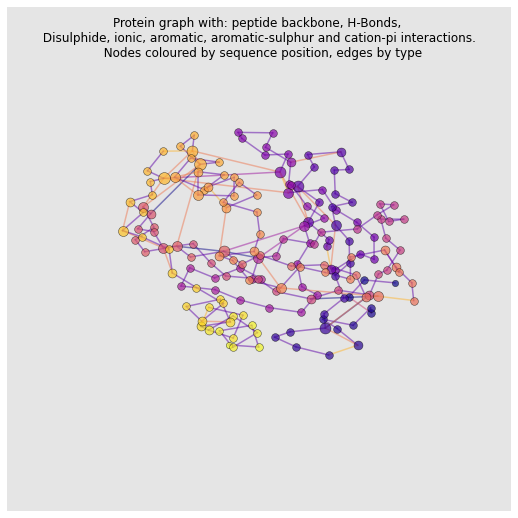 Protein graph with: peptide backbone, H-Bonds,
Disulphide, ionic, aromatic, aromatic-sulphur and cation-pi interactions.
Nodes coloured by sequence position, edges by type